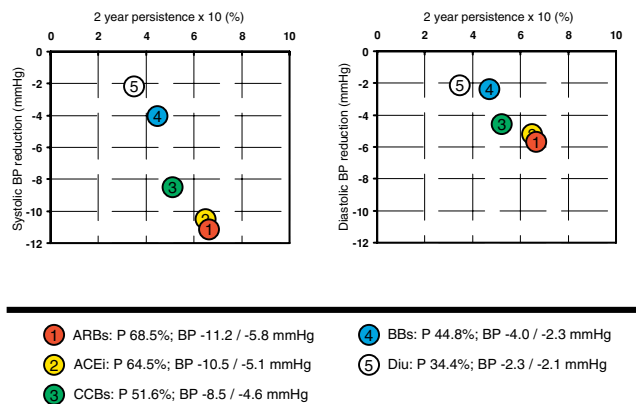 2 year persistence x 10 (%)
0 2 4 6 8 10
Systolic BP reduction (mmHg)
0
-2
-4
-6
-8
-10
-12
5
4
3
2
1
2 year persistence x 10 (%)
0 2 4 6 8 10
Diastolic BP reduction (mmHg)
0
-2
-4
-6
-8
-10
-12
5
4
3
2
1
1 ARBs: P 68.5%; BP -11.2 / -5.8 mmHg
2 ACEi: P 64.5%; BP -10.5 / -5.1 mmHg
3 CCBs: P 51.6%; BP -8.5 / -4.6 mmHg
4 BBs: P 44.8%; BP -4.0 / -2.3 mmHg
5 Diu: P 34.4%; BP -2.3 / -2.1 mmHg